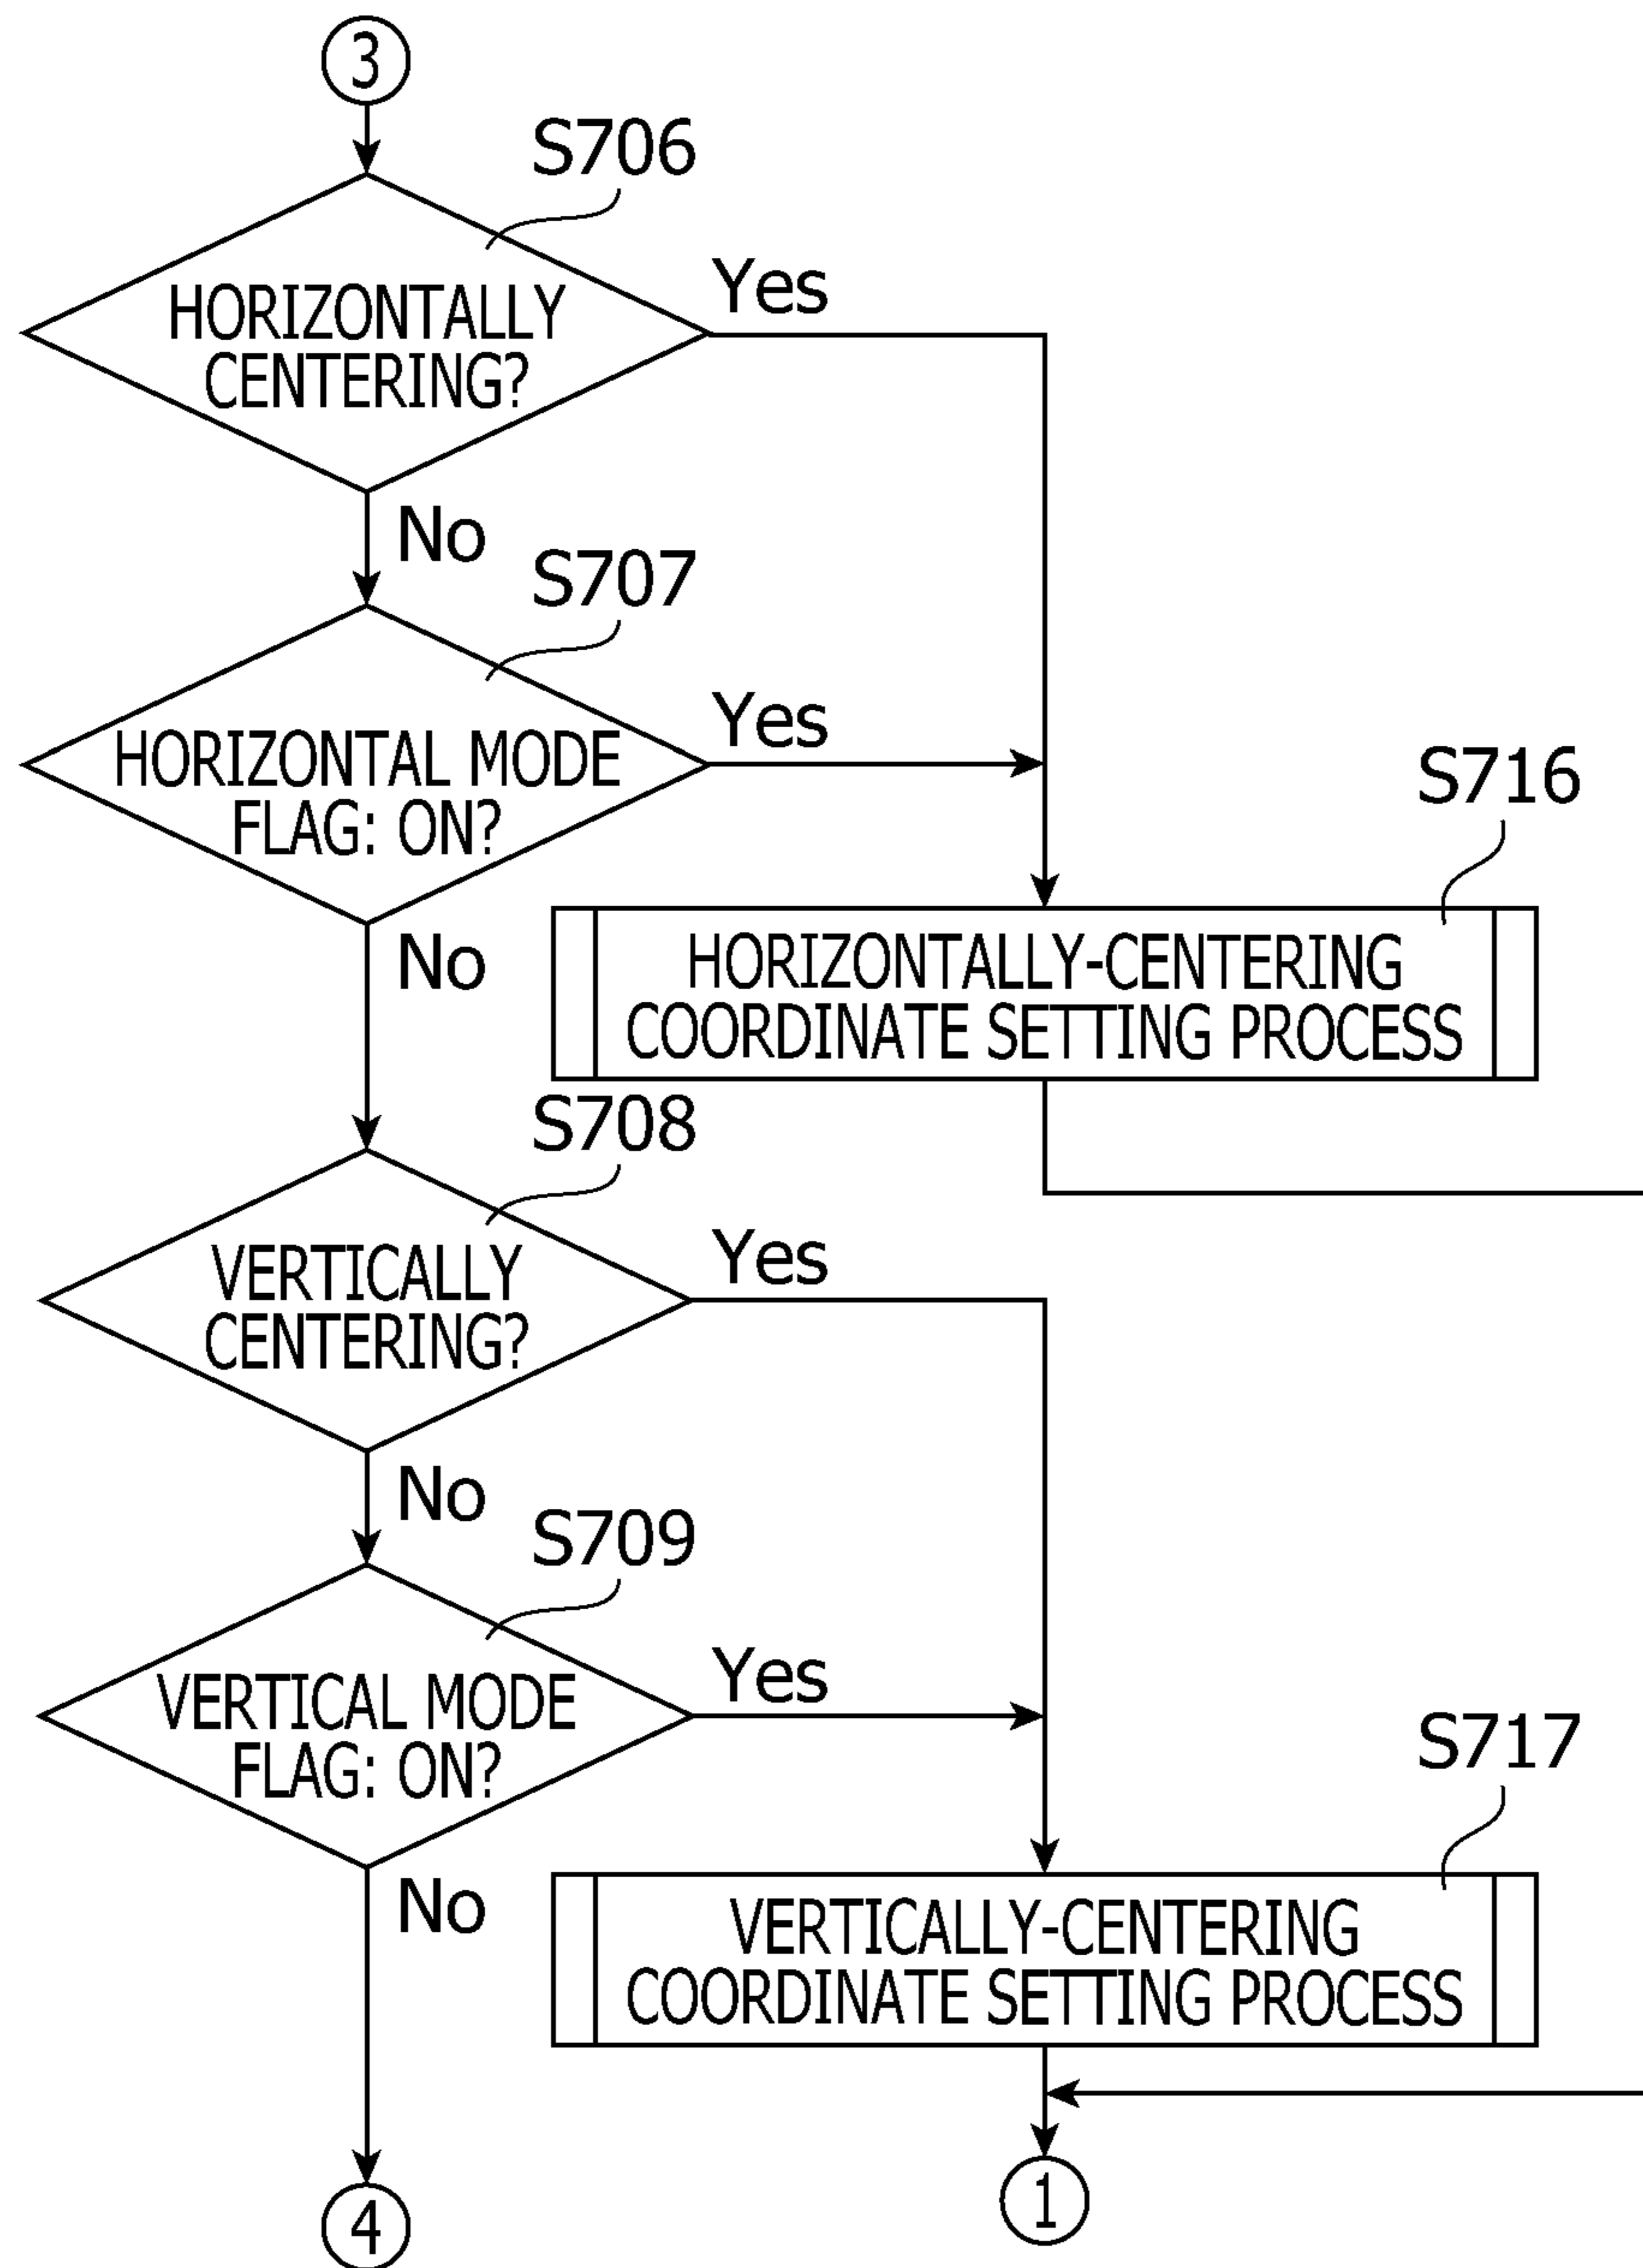 3
S706
HORIZONTALLY
CENTERING?
Yes
No
S707
HORIZONTAL MODE
FLAG: ON?
Yes
No
S716
HORIZONTALLY-CENTERING
COORDINATE SETTING PROCESS
S708
VERTICALLY
CENTERING?
Yes
No
S709
VERTICAL MODE
FLAG: ON?
Yes
No
S717
VERTICALLY-CENTERING
COORDINATE SETTING PROCESS
4
1